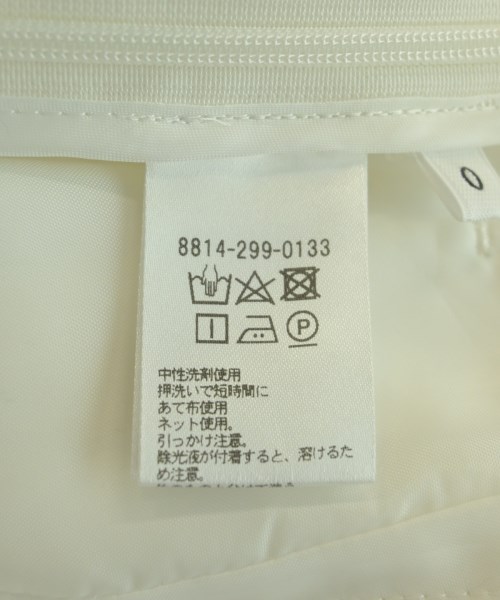 0
8814-299-0133
P
中性洗剤使用
押洗いで短時間に
あて布使用
ネット使用。
引っかけ注意。
除光液が付着すると、溶けるた
め注意。